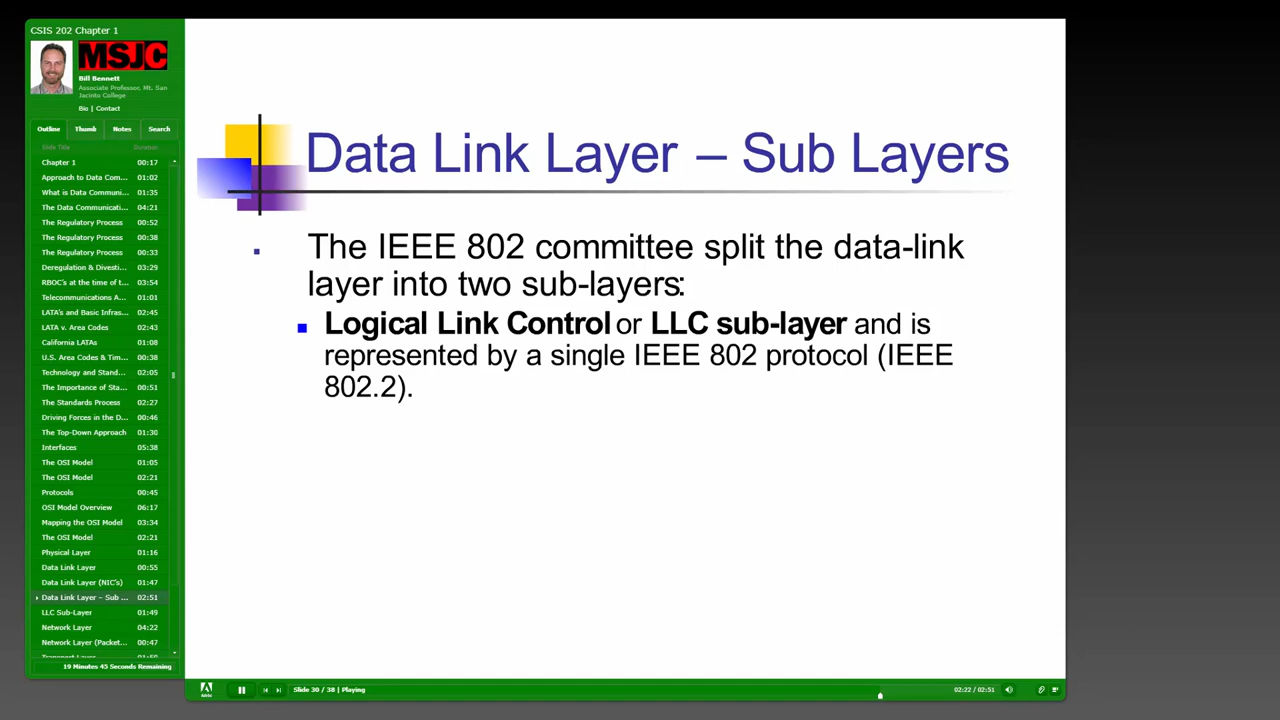 CSIS 202 Chapter 1
MSJC
Bill Bennett
Associate Professor, Mt. San
Jacinto College
Bio | Contact
Outline Thumb Notes Search
Slide Title Duration
Chapter 1 00:17
Approach to Data Com... 01:02
What is Data Communi... 01:35
The Data Communicati... 04:21
The Regulatory Process 00:52
The Regulatory Process 00:38
The Regulatory Process 00:33
Deregulation & Divesti... 03:29
RBOC's at the time of t... 03:54
Telecommunications A... 01:01
LATA's and Basic Infras... 02:45
LATA v. Area Codes 02:43
California LATAs 01:08
U.S. Area Codes & Tim... 00:38
Technology and Stand... 02:05
The Importance of Sta... 00:51
The Standards Process 02:27
Driving Forces in the D... 00:46
The Top-Down Approach 01:30
Interfaces 05:38
The OSI Model 01:05
The OSI Model 02:21
Protocols 00:45
OSI Model Overview 06:17
Mapping the OSI Model 03:34
The OSI Model 02:21
Physical Layer 01:16
Data Link Layer 00:55
Data Link Layer (NIC's) 01:47
Data Link Layer – Sub ... 02:51
LLC Sub-Layer 01:49
Network Layer 04:22
Network Layer (Packet... 00:47
19 Minutes 45 Seconds Remaining
Data Link Layer – Sub Layers
The IEEE 802 committee split the data-link
layer into two sub-layers:
Logical Link Control or LLC sub-layer and is
represented by a single IEEE 802 protocol (IEEE
802.2).
Adobe
Slide 30 / 38 | Playing
02:22 / 02:51